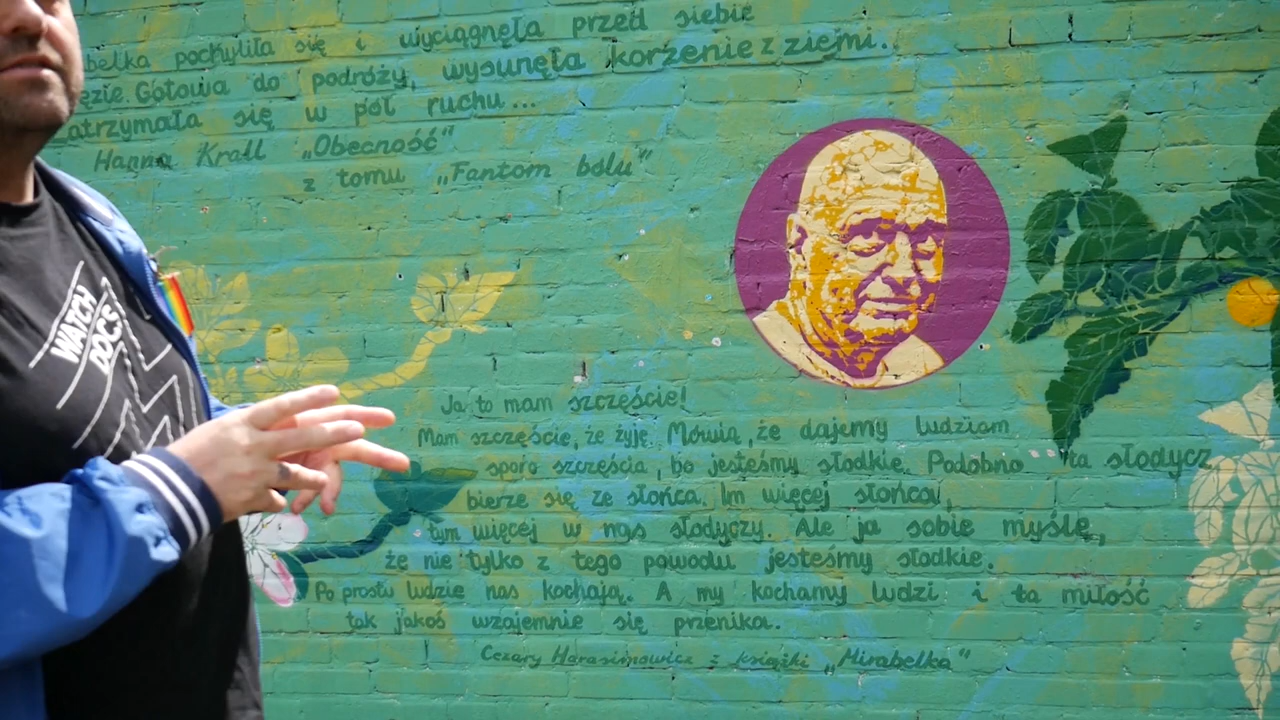 belka pochyliła się i wyciągnęła przed siebie
ęzie. Gotowa do podróży, wysunęła korzenie z ziemi..
atrzymała się w pół ruchu...
Hanna Krall „Obecność”
z tomu „Fantom bólu”
WATCH
DOCS
Ja to mam szczęście!
Mam szczęście, że żyję. Mówią, że dajemy ludziom
sporo szczęścia, bo jesteśmy słodkie. Podobno ta słodycz
bierze się ze słońca. Im więcej słońca,
tym więcej w nas słodyczy. Ale ja sobie myślę,
że nie tylko z tego powodu jesteśmy słodkie.
Po prostu ludzie nas kochają. A my kochamy ludzi i ta miłość
tak jakoś wzajemnie się przenika.
Cezary Harasimowicz z książki „Mirabelka”